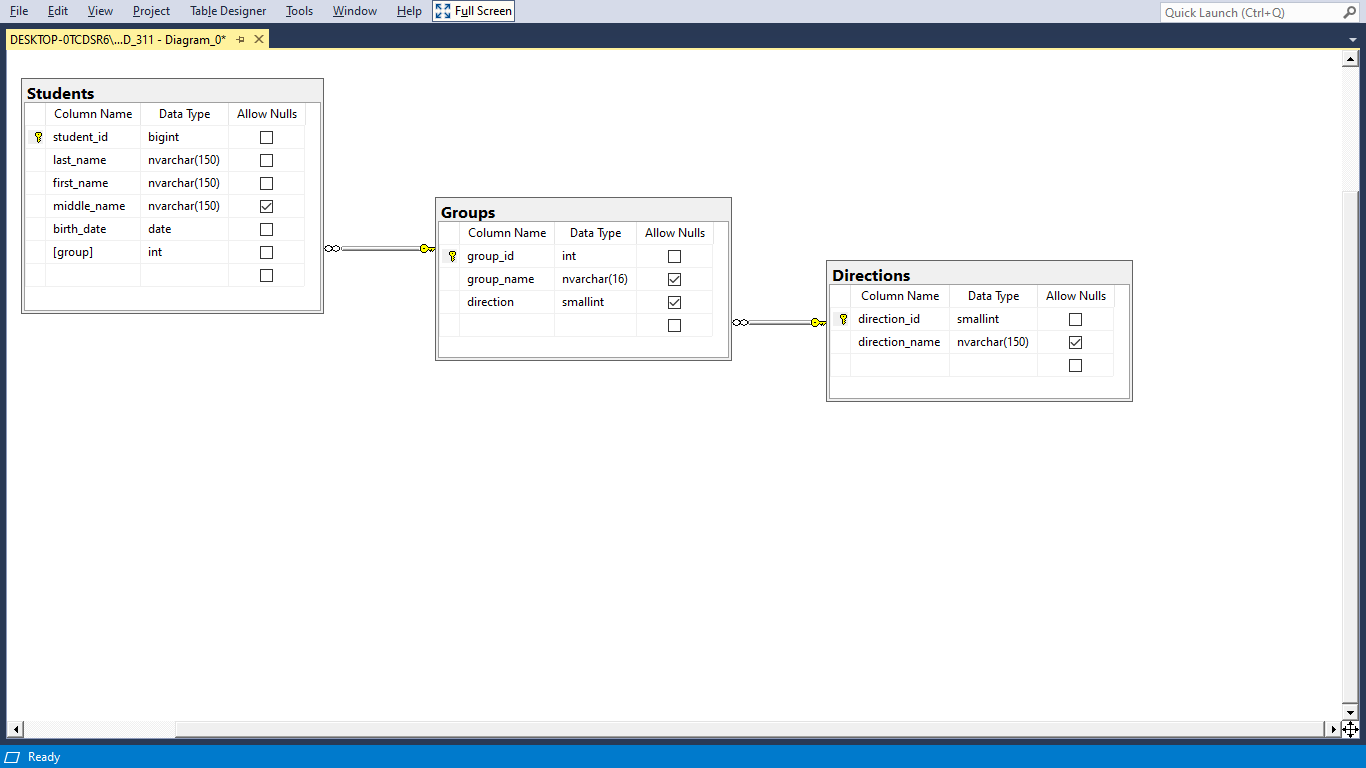 File Edit View Project Table Designer Tools Window Help Full Screen Quick Launch (Ctrl+Q)
DESKTOP-0TCDSR6\...D_311 - Diagram_0*
Students
Column Name Data Type Allow Nulls
student_id bigint
last_name nvarchar(150)
first_name nvarchar(150)
middle_name nvarchar(150)
birth_date date
[group] int
Groups
Column Name Data Type Allow Nulls
group_id int
group_name nvarchar(16)
direction smallint
Directions
Column Name Data Type Allow Nulls
direction_id smallint
direction_name nvarchar(150)
Ready